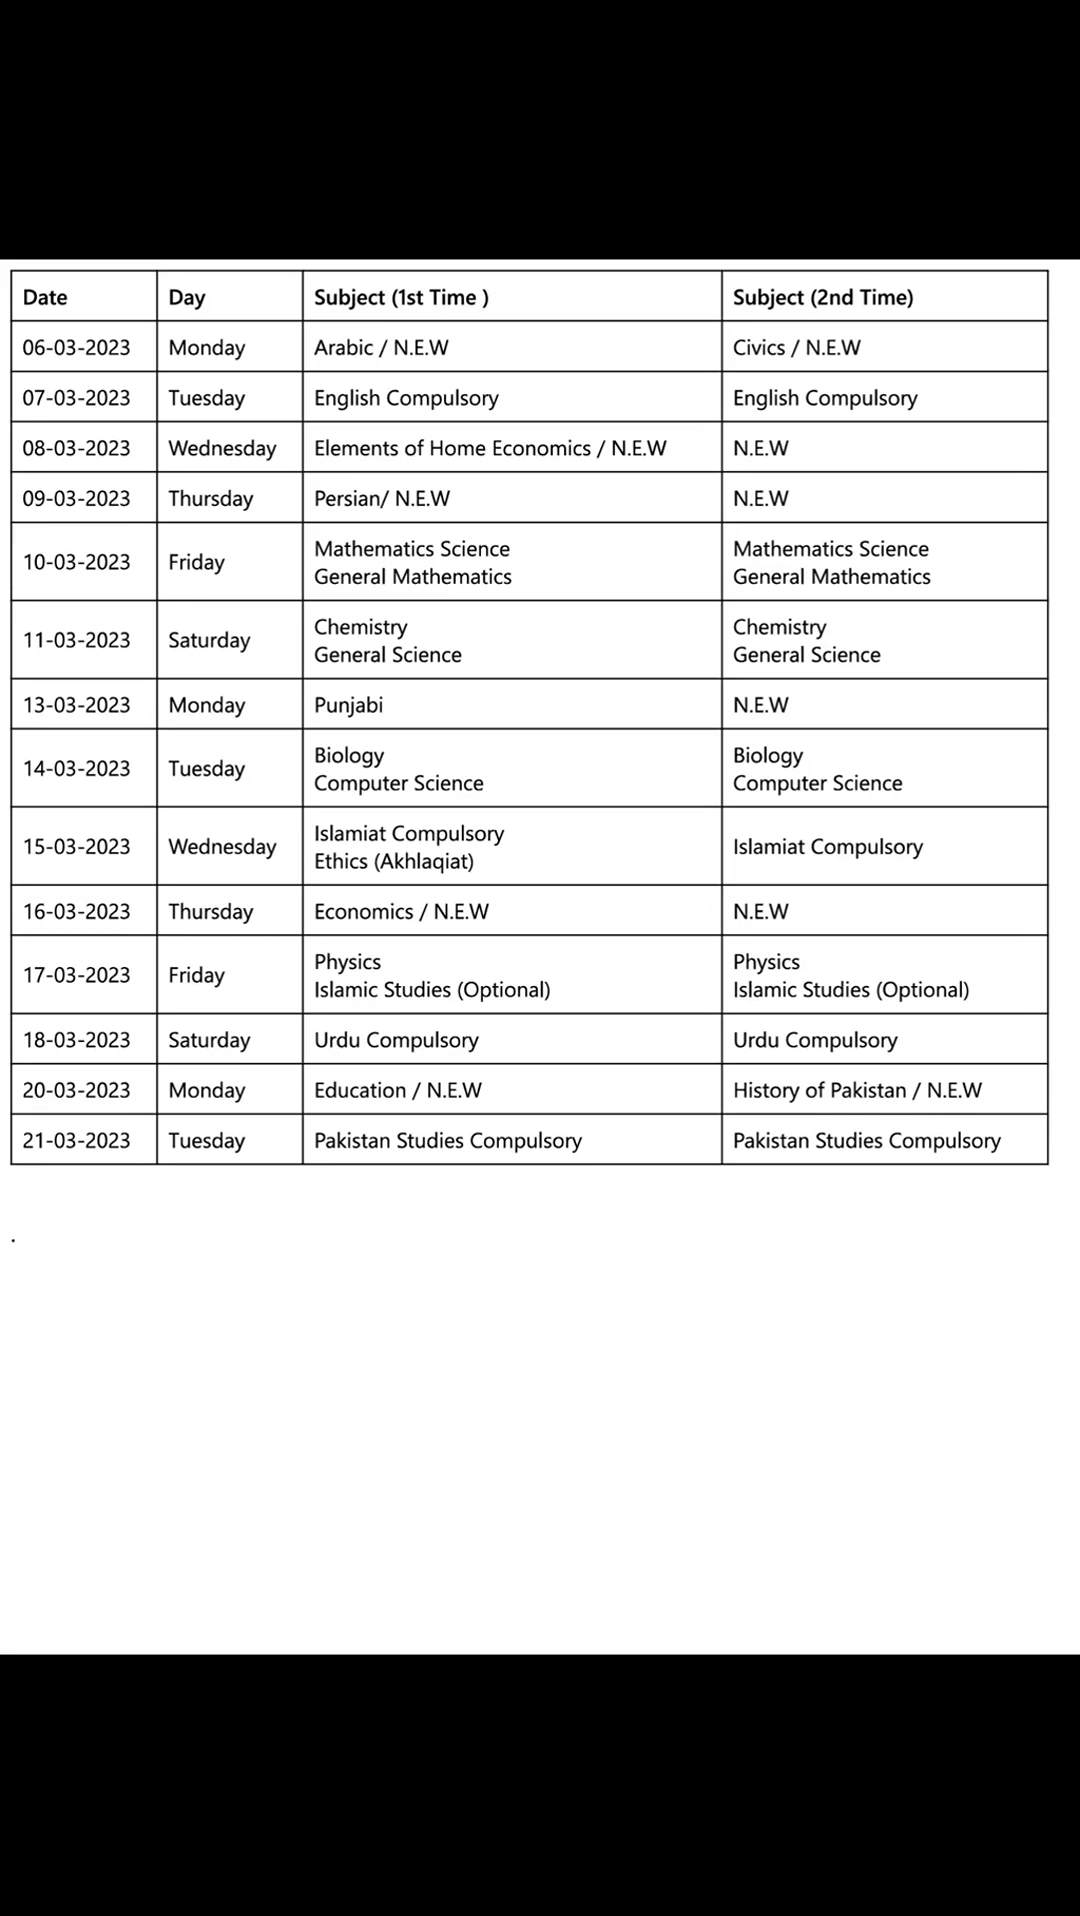 Date Day Subject (1st Time ) Subject (2nd Time)
06-03-2023 Monday Arabic / N.E.W Civics / N.E.W
07-03-2023 Tuesday English Compulsory English Compulsory
08-03-2023 Wednesday Elements of Home Economics / N.E.W N.E.W
09-03-2023 Thursday Persian/ N.E.W N.E.W
10-03-2023 Friday Mathematics Science Mathematics Science
General Mathematics General Mathematics
11-03-2023 Saturday Chemistry Chemistry
General Science General Science
13-03-2023 Monday Punjabi N.E.W
14-03-2023 Tuesday Biology Biology
Computer Science Computer Science
15-03-2023 Wednesday Islamiat Compulsory Islamiat Compulsory
Ethics (Akhlaqiat)
16-03-2023 Thursday Economics / N.E.W N.E.W
17-03-2023 Friday Physics Physics
Islamic Studies (Optional) Islamic Studies (Optional)
18-03-2023 Saturday Urdu Compulsory Urdu Compulsory
20-03-2023 Monday Education / N.E.W History of Pakistan / N.E.W
21-03-2023 Tuesday Pakistan Studies Compulsory Pakistan Studies Compulsory
.